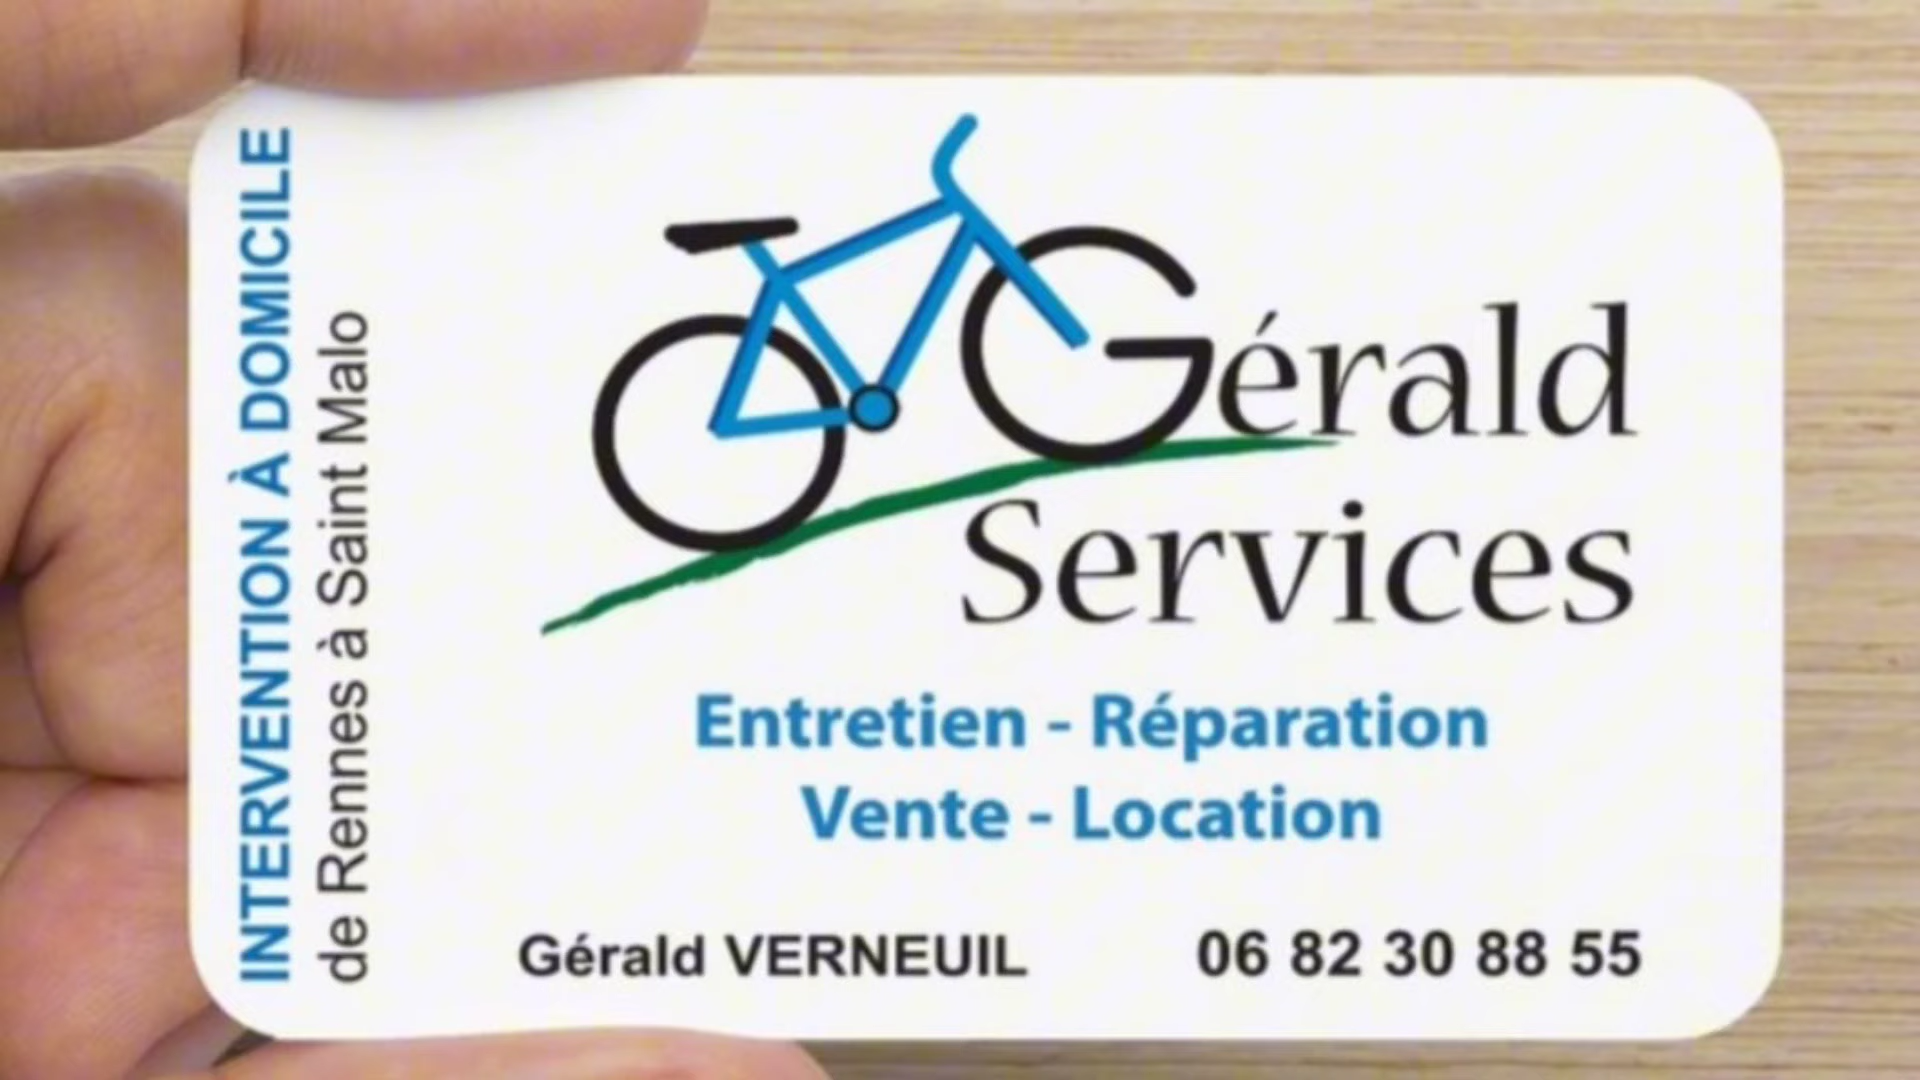 INTERVENTION À DOMICILE
de Rennes à Saint Malo
Gérald
Services
Entretien - Réparation
Vente - Location
Gérald VERNEUIL 06 82 30 88 55